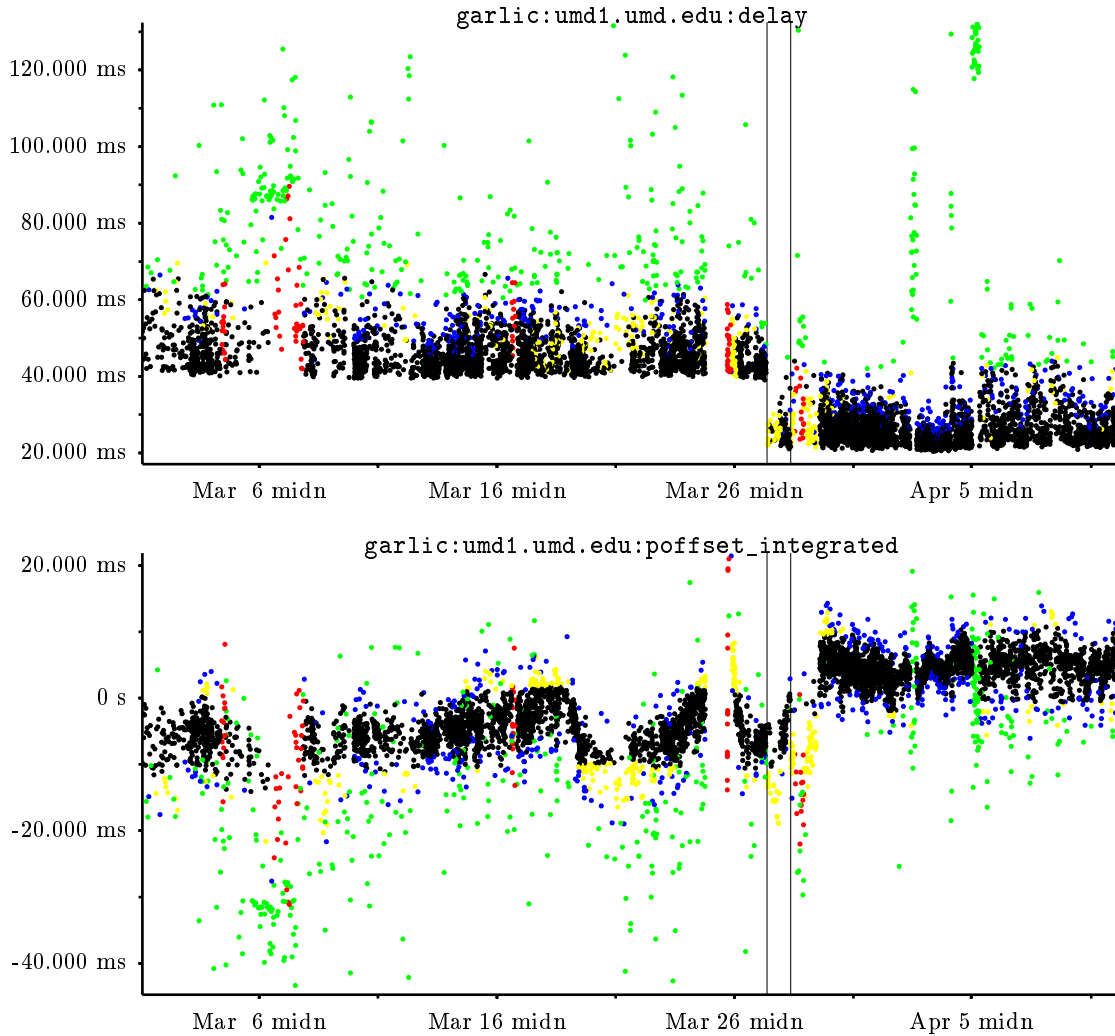 garlic:umd1.umd.edu:delay
120.000 ms
100.000 ms
80.000 ms
60.000 ms
40.000 ms
20.000 ms
Mar 6 midn Mar 16 midn Mar 26 midn Apr 5 midn
garlic:umd1.umd.edu:poffset_integrated
20.000 ms
0 s
-20.000 ms
-40.000 ms
Mar 6 midn Mar 16 midn Mar 26 midn Apr 5 midn